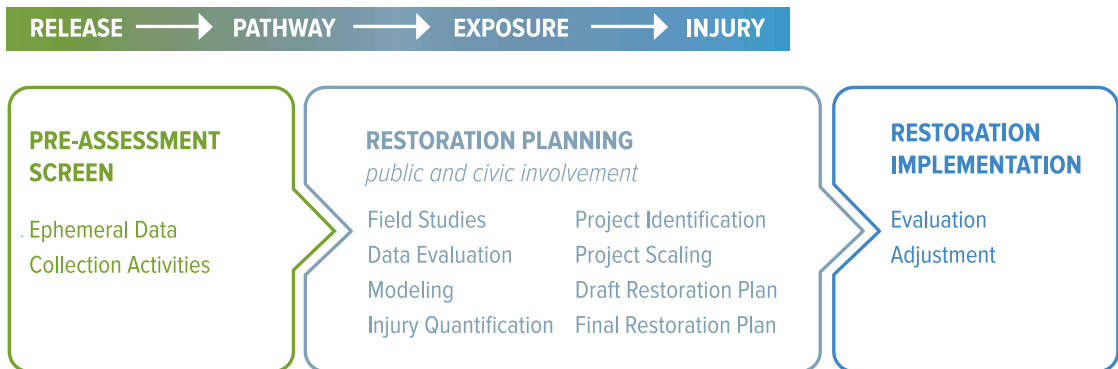 RELEASE PATHWAY EXPOSURE INJURY
PRE-ASSESSMENT
SCREEN
Ephemeral Data
Collection Activities
RESTORATION PLANNING
public and civic involvement
Field Studies
Data Evaluation
Modeling
Injury Quantification
Project Identification
Project Scaling
Draft Restoration Plan
Final Restoration Plan
RESTORATION
IMPLEMENTATION
Evaluation
Adjustment